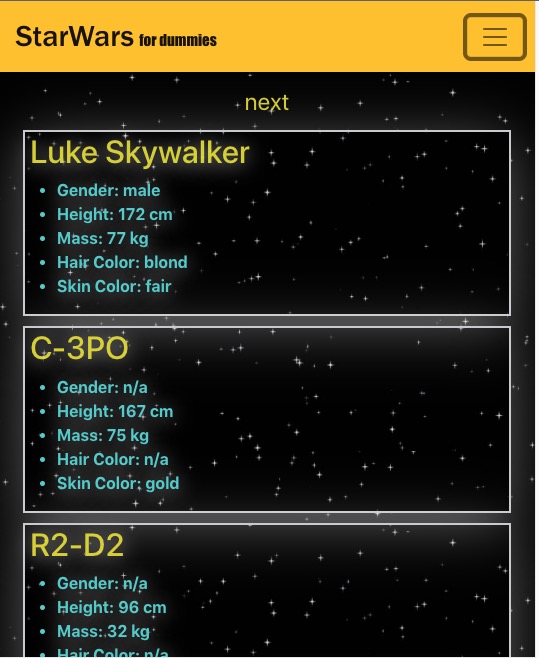 StarWars for dummies
next
Luke Skywalker
• Gender: male
• Height: 172 cm
• Mass: 77 kg
• Hair Color: blond
• Skin Color: fair
C-3PO
• Gender: n/a
• Height: 167 cm
• Mass: 75 kg
• Hair Color: n/a
• Skin Color: gold
R2-D2
• Gender: n/a
• Height: 96 cm
• Mass: 32 kg
Hair Color: n/a